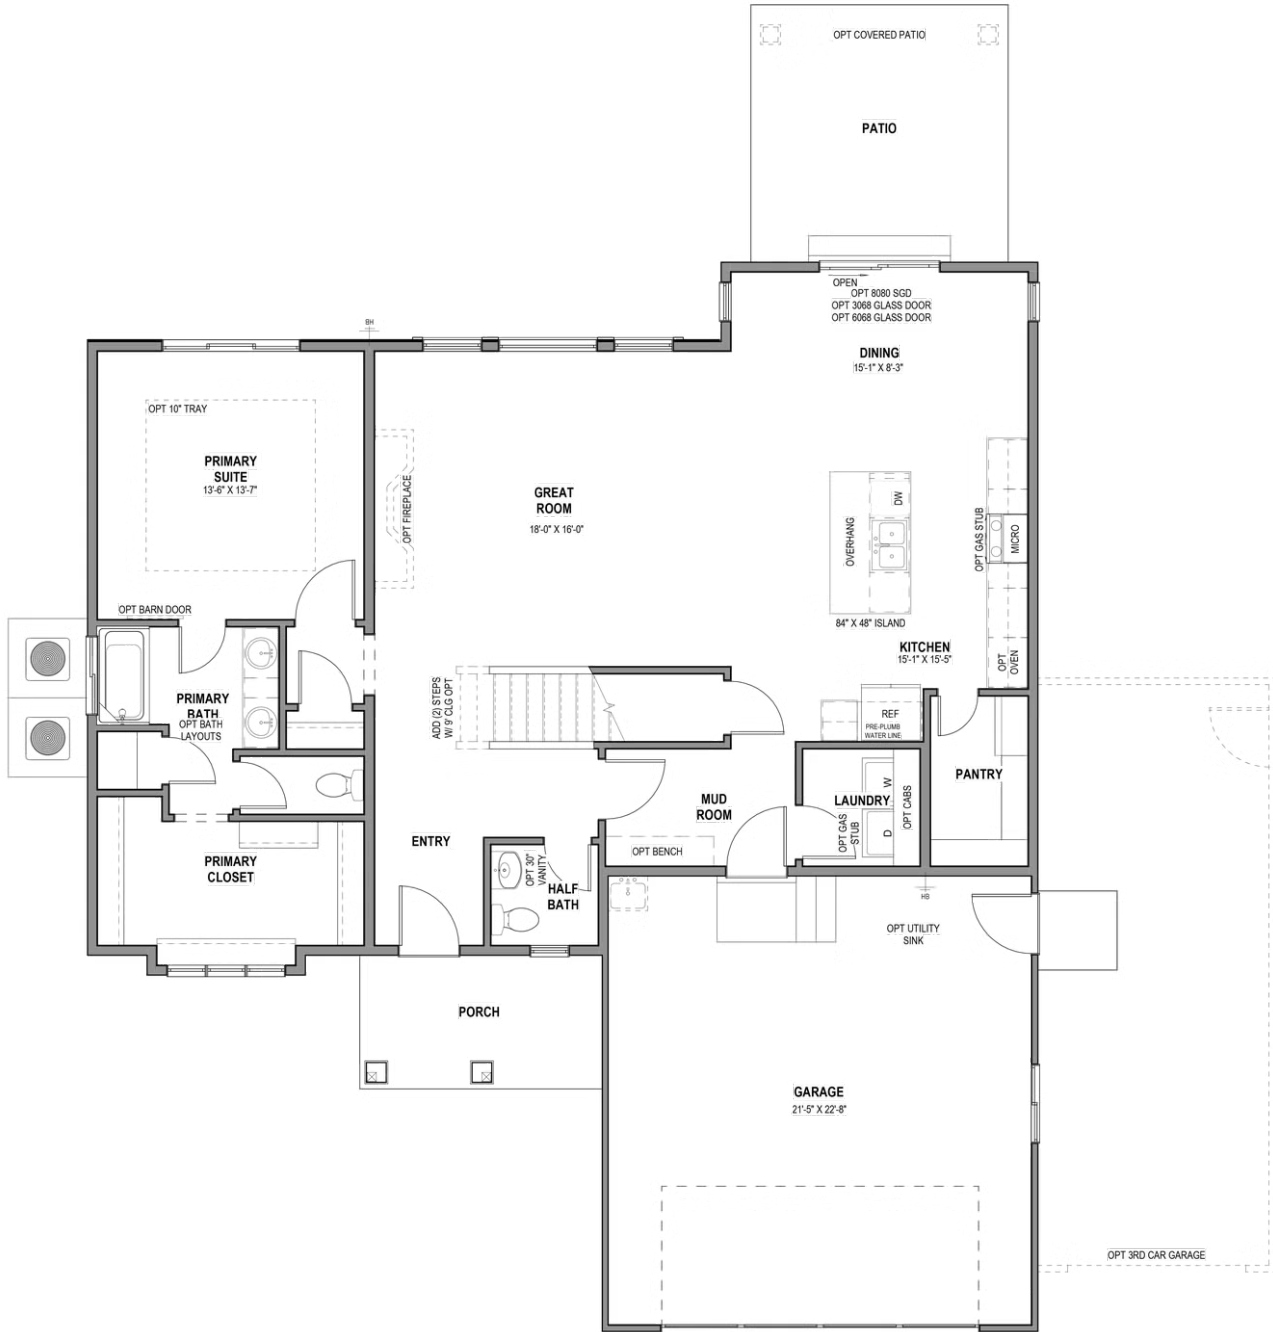 OPT COVERED PATIO
PATIO
OPEN
OPT 8080 SGD
OPT 3068 GLASS DOOR
OPT 6068 GLASS DOOR
DINING
15'-1" X 8'-3"
OPT 10" TRAY
PRIMARY
SUITE
13'-6" X 13'-7"
OPT FIREPLACE
GREAT
ROOM
18'-0" X 16'-0"
DW
OVERHANG
OPT GAS STUB
MICRO
84" X 48" ISLAND
KITCHEN
15'-1" X 15'-5"
OPT
OVEN
OPT BARN DOOR
PRIMARY
BATH
OPT BATH
LAYOUTS
ADD (2) STEPS
W/ 9' CLG OPT
REF
PRE-PLUMB
WATER LINE
PANTRY
MUD
ROOM
LAUNDRY
W
D
OPT CABS
OPT GAS
STUB
OPT BENCH
ENTRY
OPT 30"
VANITY
HALF
BATH
PRIMARY
CLOSET
HB
OPT UTILITY
SINK
PORCH
GARAGE
21'-5" X 22'-8"
OPT 3RD CAR GARAGE